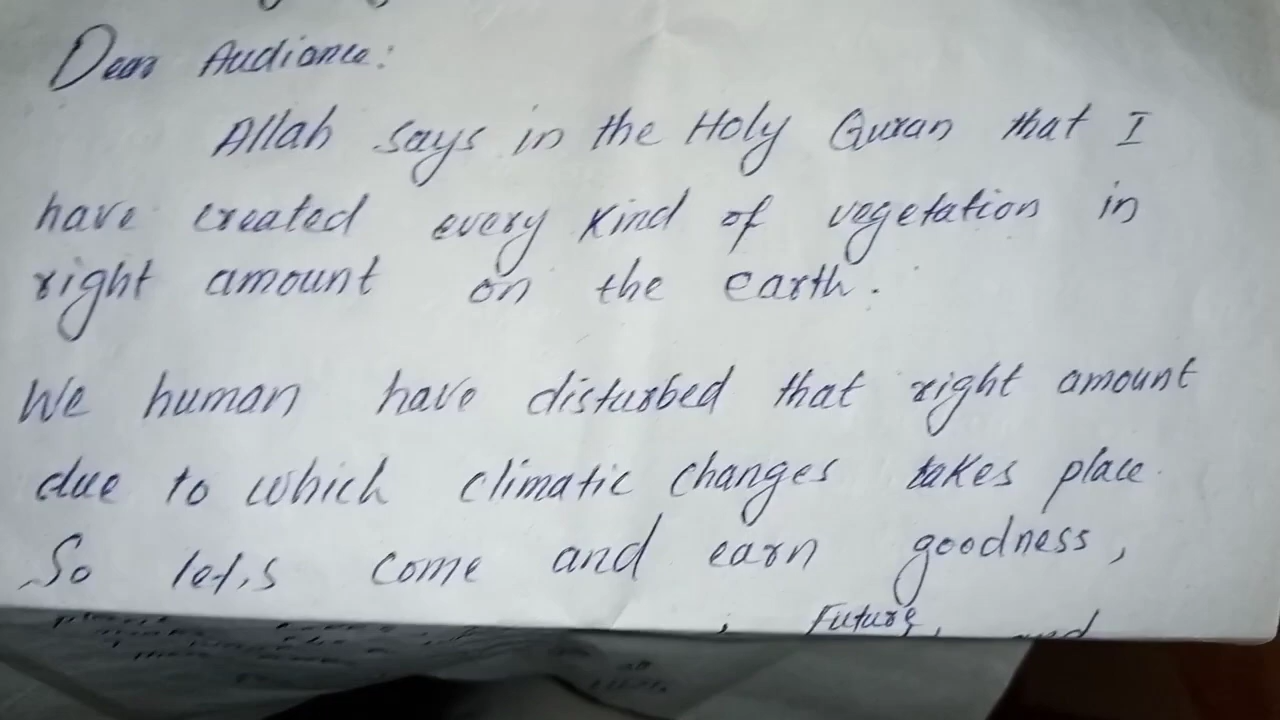 Dear Audiance:
Allah says in the Holy Quran that I
have created every kind of vegetation in
right amount on the earth.
We human have disturbed that right amount
due to which climatic changes takes place.
So let,s come and earn goodness,
Future, and